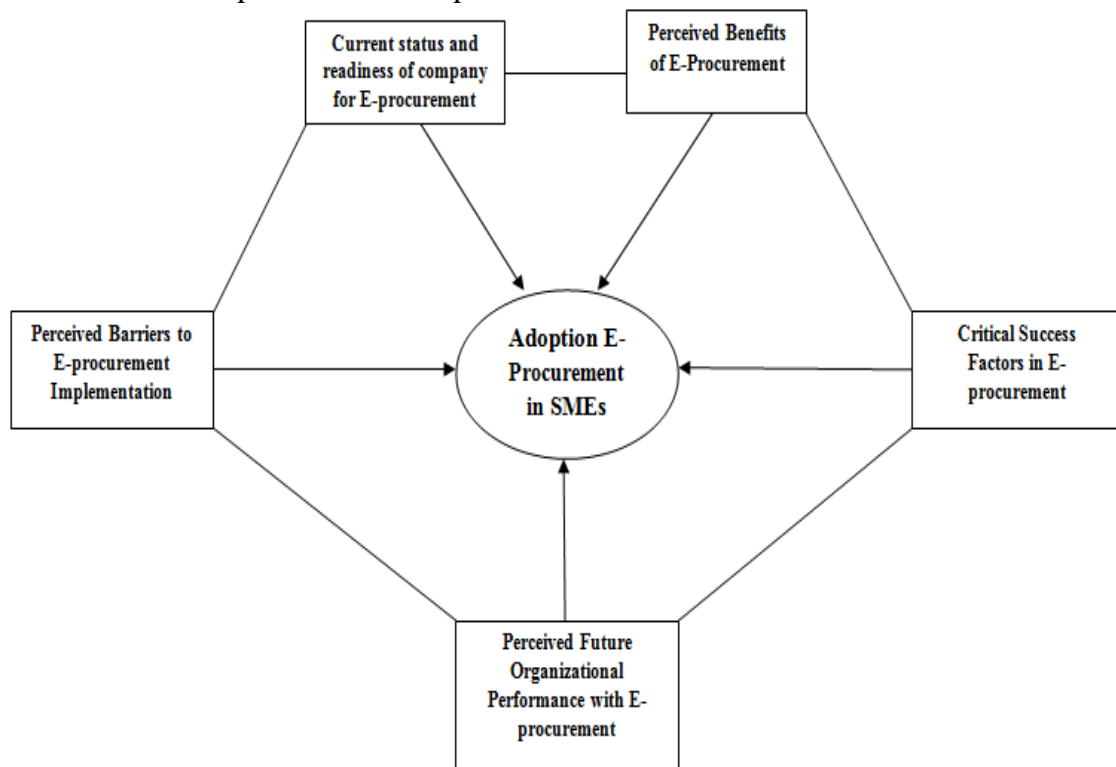 Current status and
readiness of company
for E-procurement
Perceived Benefits
of E-Procurement
Perceived Barriers to
E-procurement
Implementation
Adoption E-
Procurement
in SMEs
Critical Success
Factors in E-
procurement
Perceived Future
Organizational
Performance with E-
procurement